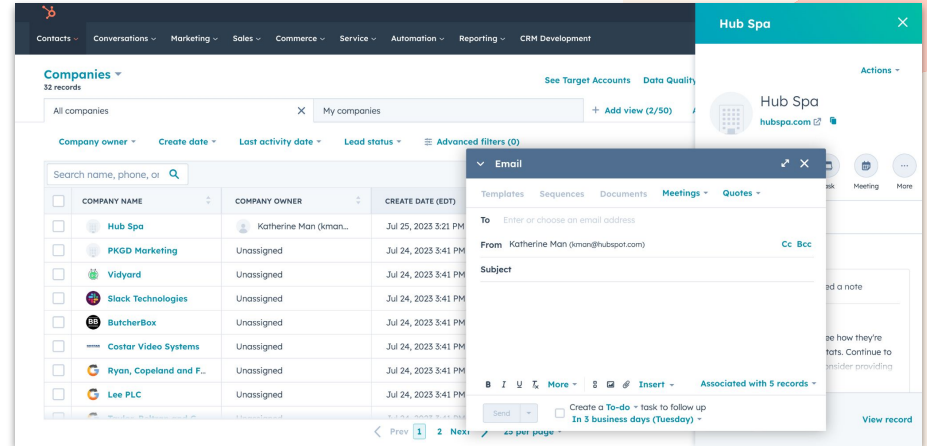 Contacts Conversations Marketing Sales Commerce Service Automation Reporting CRM Development
Companies
32 records
See Target Accounts Data Quality
All companies My companies + Add view (2/50)
Company owner Create date Last activity date Lead status Advanced filters (0)
Search name, phone, or
COMPANY NAME COMPANY OWNER CREATE DATE (EDT)
Hub Spa Katherine Man (kman... Jul 25, 2023 3:21 PM
PKGD Marketing Unassigned Jul 24, 2023 3:41 PM
Vidyard Unassigned Jul 24, 2023 3:41 PM
Slack Technologies Unassigned Jul 24, 2023 3:41 PM
BB ButcherBox Unassigned Jul 24, 2023 3:41 PM
Costar Video Systems Unassigned Jul 24, 2023 3:41 PM
Ryan, Copeland and F.. Unassigned Jul 24, 2023 3:41 PM
Lee PLC Unassigned Jul 24, 2023 3:41 PM
Prev 1 2 Next 25 per page
Email
Templates Sequences Documents Meetings Quotes
To Enter or choose an email address
From Katherine Man (kman@hubspot.com) Cc Bcc
Subject
B I U Tx More Insert Associated with 5 records
Send Create a To-do task to follow up
In 3 business days (Tuesday)
Hub Spa
Actions
Hub Spa
hubspa.com
Meeting More
ed a note
ee how they're
tats. Continue to
onsider providing
View record